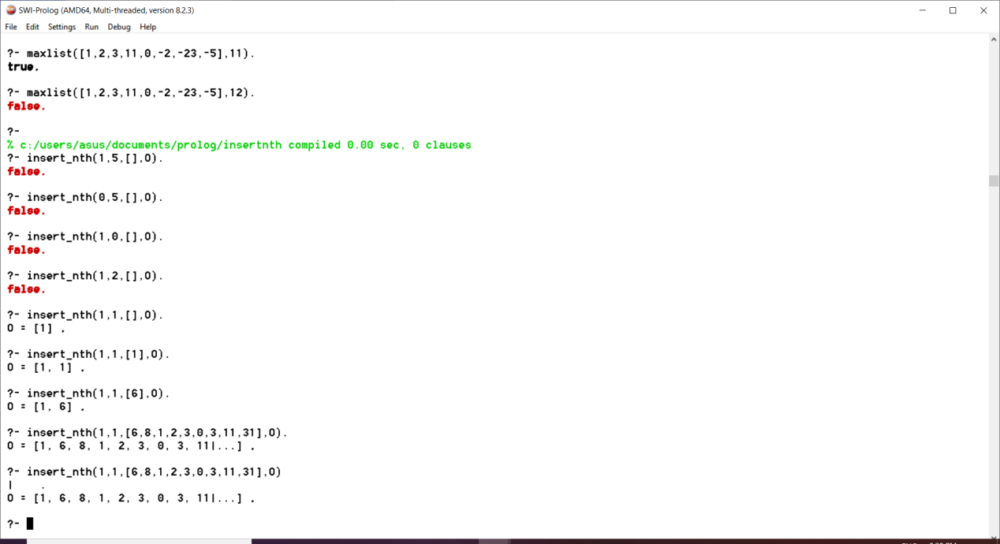 SWI-Prolog (AMD64, Multi-threaded, version 8.2.3)
File Edit Settings Run Debug Help
?- maxlist([1,2,3,11,0,-2,-23,-5],11).
true.
?- maxlist([1,2,3,11,0,-2,-23,-5],12).
false.
?-
% c:/users/asus/documents/prolog/insertnth compiled 0.00 sec, 0 clauses
?- insert_nth(1,5,[],O).
false.
?- insert_nth(0,5,[],O).
false.
?- insert_nth(1,0,[],O).
false.
?- insert_nth(1,2,[],O).
false.
?- insert_nth(1,1,[],O).
O = [1] .
?- insert_nth(1,1,[1],O).
O = [1, 1] .
?- insert_nth(1,1,[6],O).
O = [1, 6] .
?- insert_nth(1,1,[6,8,1,2,3,0,3,11,31],O).
O = [1, 6, 8, 1, 2, 3, 0, 3, 11|...] .
?- insert_nth(1,1,[6,8,1,2,3,0,3,11,31],O)
|    .
O = [1, 6, 8, 1, 2, 3, 0, 3, 11|...] .
?-